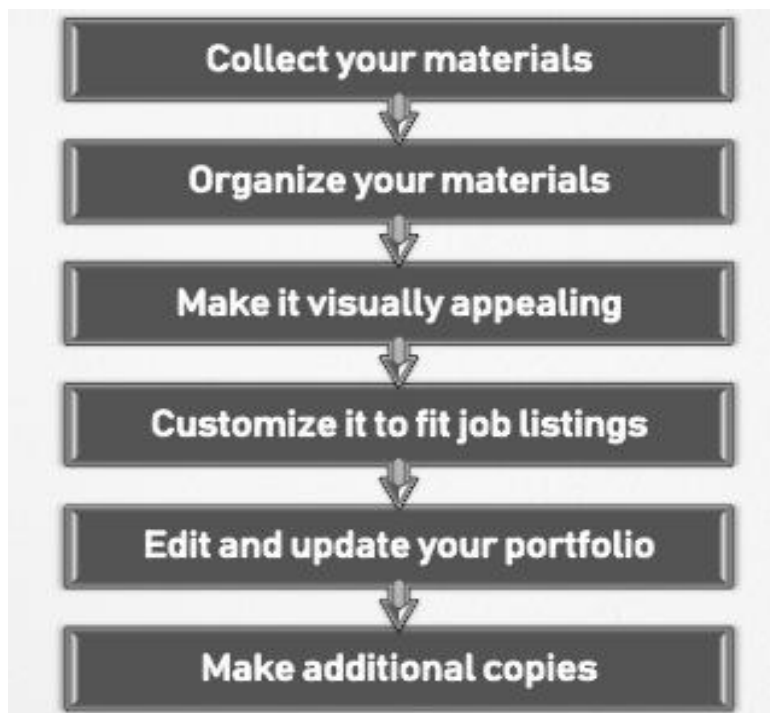 Collect your materials
Organize your materials
Make it visually appealing
Customize it to fit job listings
Edit and update your portfolio
Make additional copies